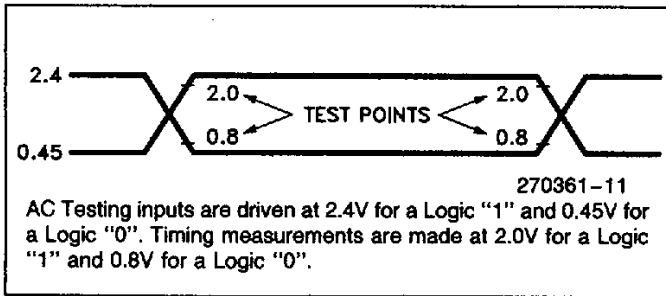 2.4
2.0 2.0
TEST POINTS
0.8 0.8
0.45
270361-11
AC Testing inputs are driven at 2.4V for a Logic "1" and 0.45V for
a Logic "0". Timing measurements are made at 2.0V for a Logic
"1" and 0.8V for a Logic "0".